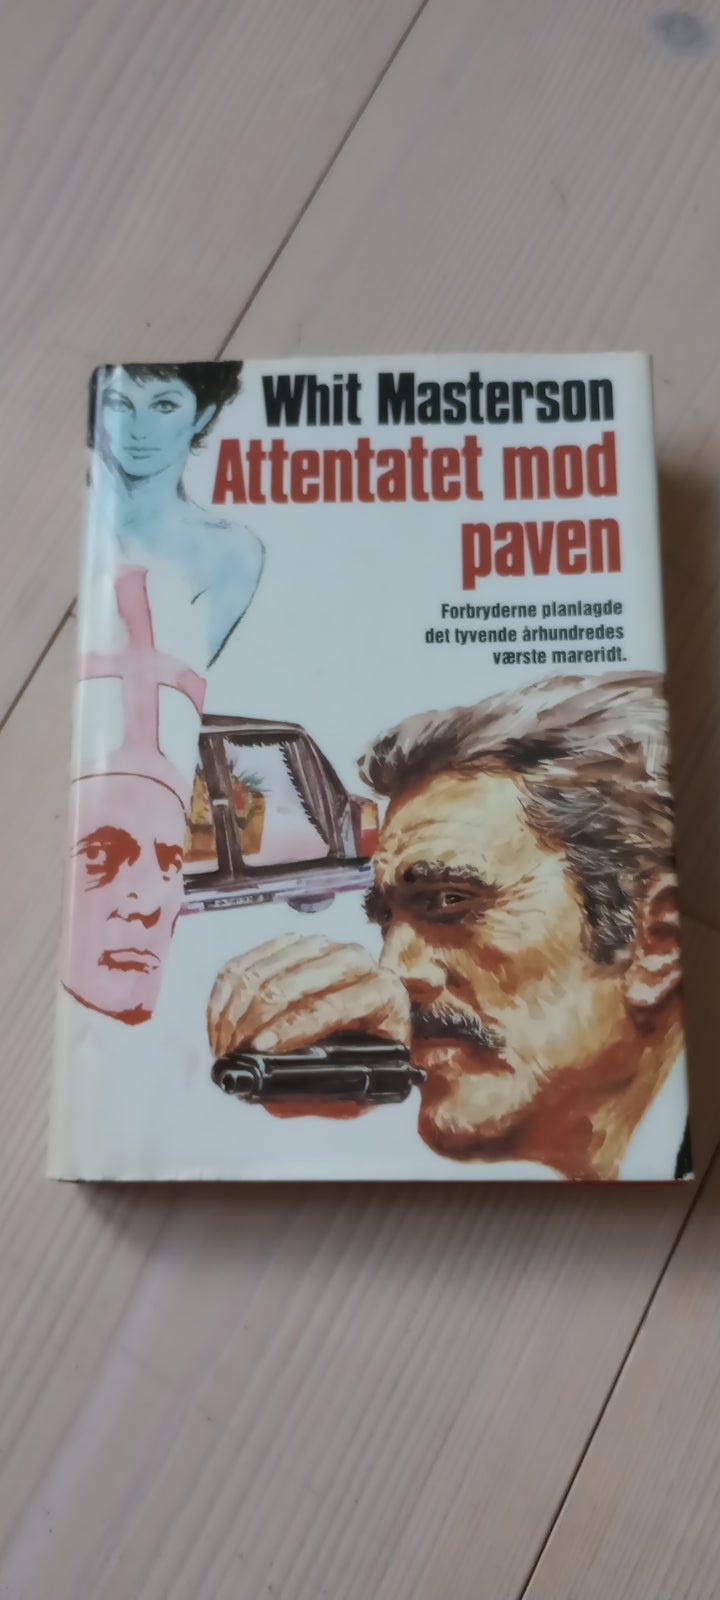 Whit Masterson
Attentatet mod
paven
Forbryderne planlagde
det tyvende århundredes
værste mareridt.